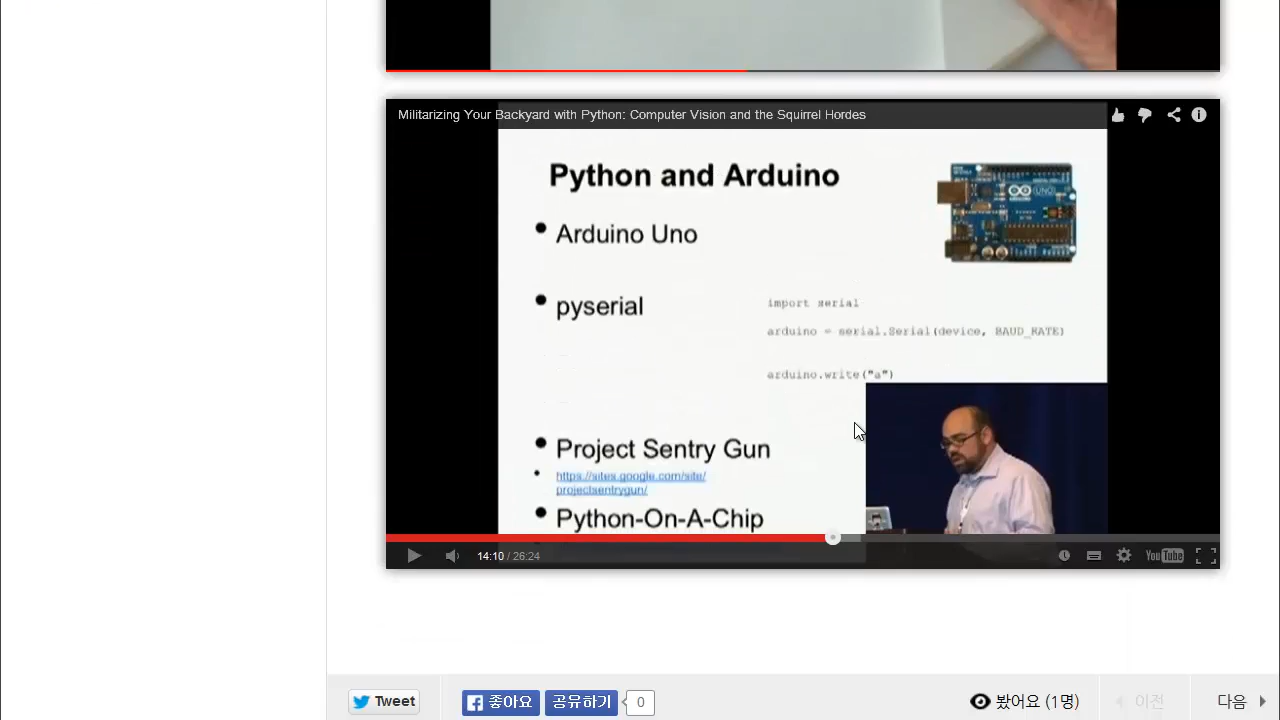 Militarizing Your Backyard with Python: Computer Vision and the Squirrel Hordes
Python and Arduino
Arduino Uno
pyserial
import serial
arduino = serial.Serial(device, BAUD_RATE)
arduino.write("a")
Project Sentry Gun
https://sites.google.com/site/
projectsentrygun/
Python-On-A-Chip
14:10 / 26:24
YouTube
Tweet
좋아요
공유하기
0
봤어요 (1명)
이전
다음